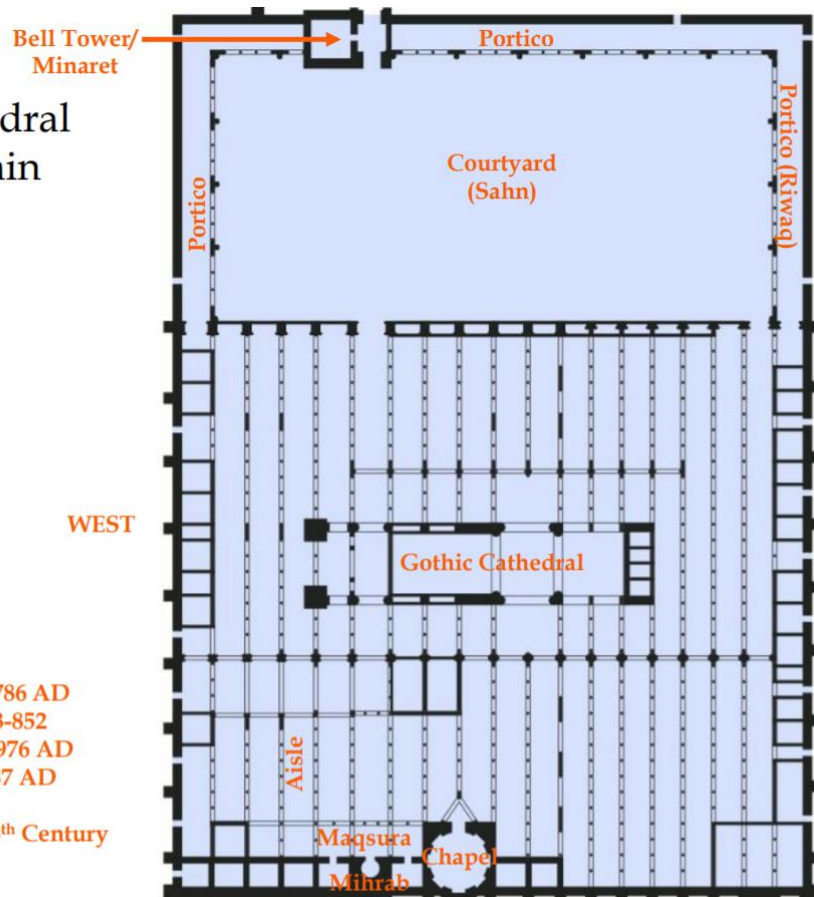 Bell Tower/
Minaret
Portico
dral
ain
Portico
Courtyard
(Sahn)
Portico (Riwaq)
WEST
Gothic Cathedral
786 AD
-852
976 AD
7 AD
Aisle
th Century
Maqsura
Chapel
Mihrab